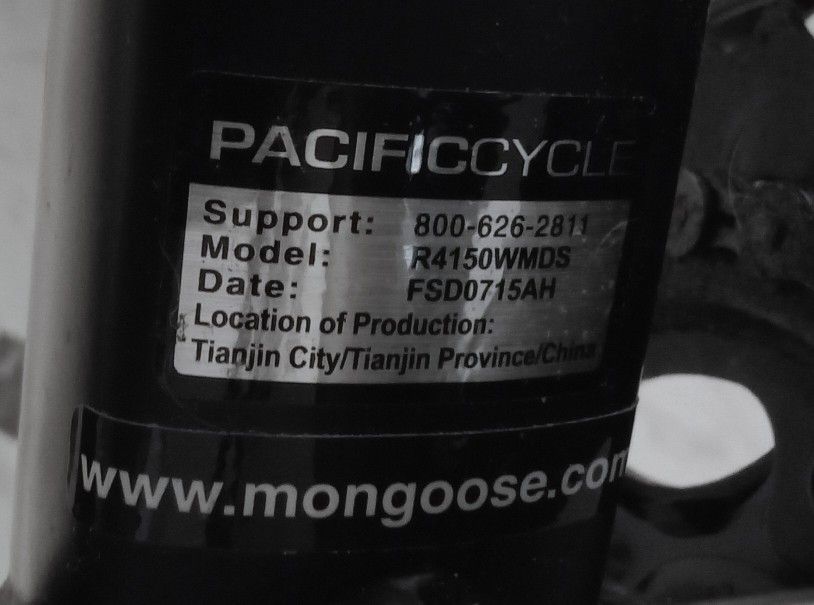 PACIFICCYCLE
Support: 800-626-2811
Model: R4150WMDS
Date: FSD0715AH
Location of Production:
Tianjin City/Tianjin Province/China
www.mongoose.com